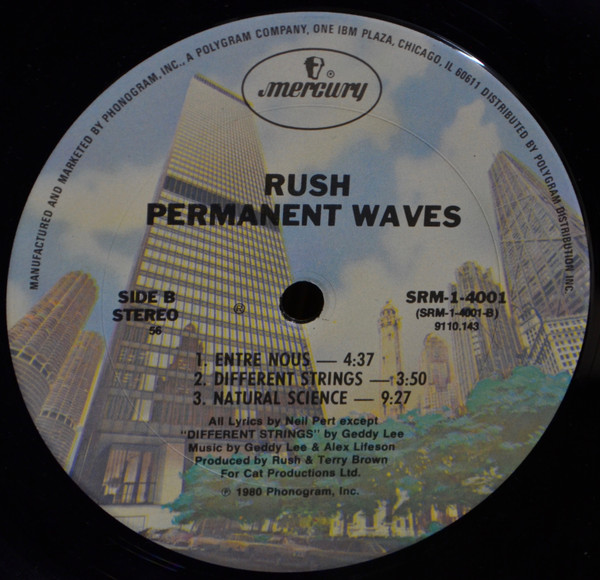 MANUFACTURED AND MARKETED BY PHONOGRAM, INC., A POLYGRAM COMPANY, ONE IBM PLAZA, CHICAGO, IL 60611 DISTRIBUTED BY POLYGRAM DISTRIBUTION, INC
mercury ®
RUSH
PERMANENT WAVES
SIDE B
STEREO
56
Ⓜ
SRM-1-4001
(SRM-1-4001-B)
9110.143
1. ENTRE NOUS — 4:37
2. DIFFERENT STRINGS — 3:50
3. NATURAL SCIENCE — 9:27
All Lyrics by Neil Pert except
"DIFFERENT STRINGS" by Geddy Lee
Music by Geddy Lee & Alex Lifeson
Produced by Rush & Terry Brown
For Cat Productions Ltd.
℗ 1980 Phonogram, Inc.